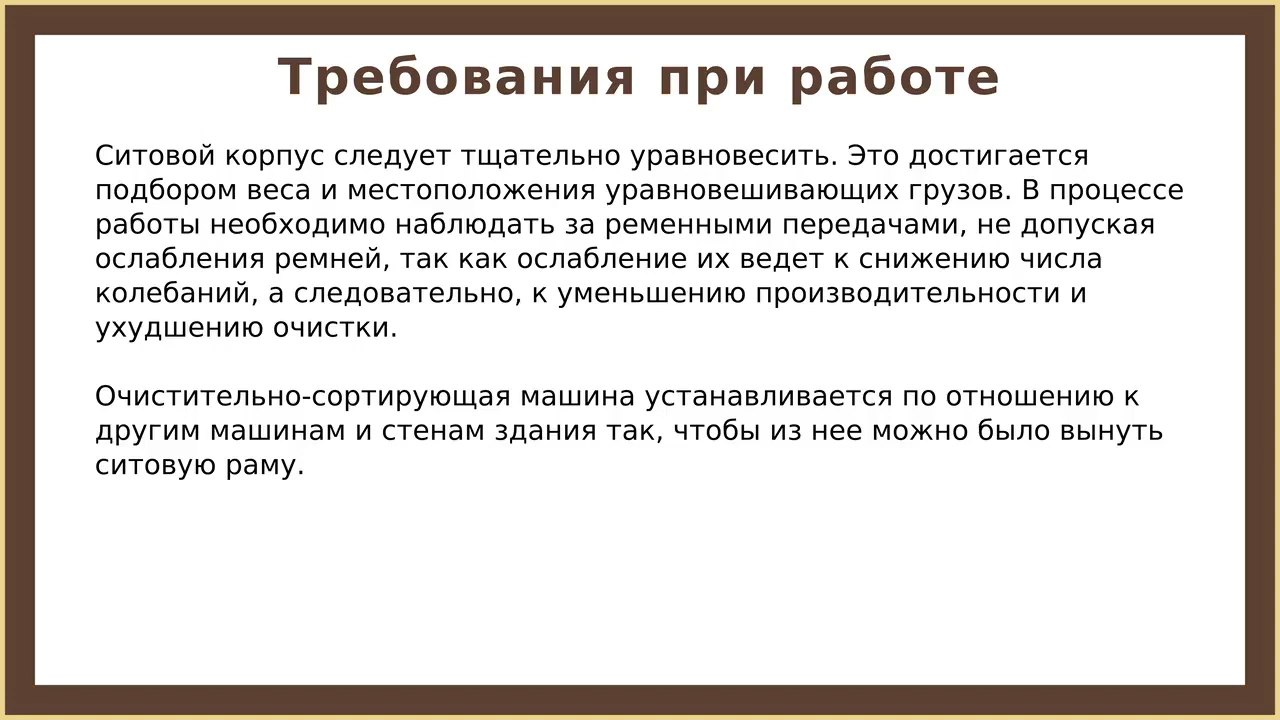 Требования при работе
Ситовой корпус следует тщательно уравновесить. Это достигается
подбором веса и местоположения уравновешивающих грузов. В процессе
работы необходимо наблюдать за ременными передачами, не допуская
ослабления ремней, так как ослабление их ведет к снижению числа
колебаний, а следовательно, к уменьшению производительности и
ухудшению очистки.
Очистительно-сортирующая машина устанавливается по отношению к
другим машинам и стенам здания так, чтобы из нее можно было вынуть
ситовую раму.